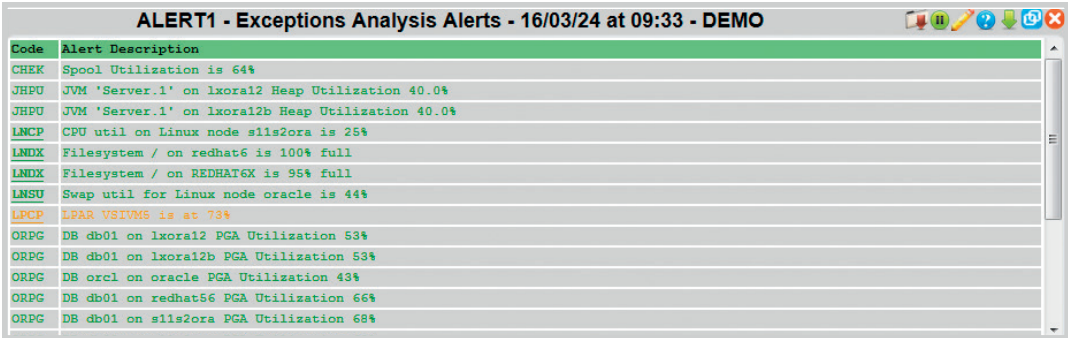 ALERT1 - Exceptions Analysis Alerts - 16/03/24 at 09:33 - DEMO
Code Alert Description
CHEK Spool Utilization is 64%
JHPU JVM 'Server.1' on lxora12 Heap Utilization 40.0%
JHPU JVM 'Server.1' on lxora12b Heap Utilization 40.0%
LNCP CPU util on Linux node s11s2ora is 25%
LNDX Filesystem / on redhat6 is 100% full
LNDX Filesystem / on REDHAT6X is 95% full
LNSU Swap util for Linux node oracle is 44%
LPCP LPAR VSIVM5 is at 73%
ORPG DB db01 on lxora12 PGA Utilization 53%
ORPG DB db01 on lxora12b PGA Utilization 53%
ORPG DB orcl on oracle PGA Utilization 43%
ORPG DB db01 on redhat56 PGA Utilization 66%
ORPG DB db01 on s11s2ora PGA Utilization 68%